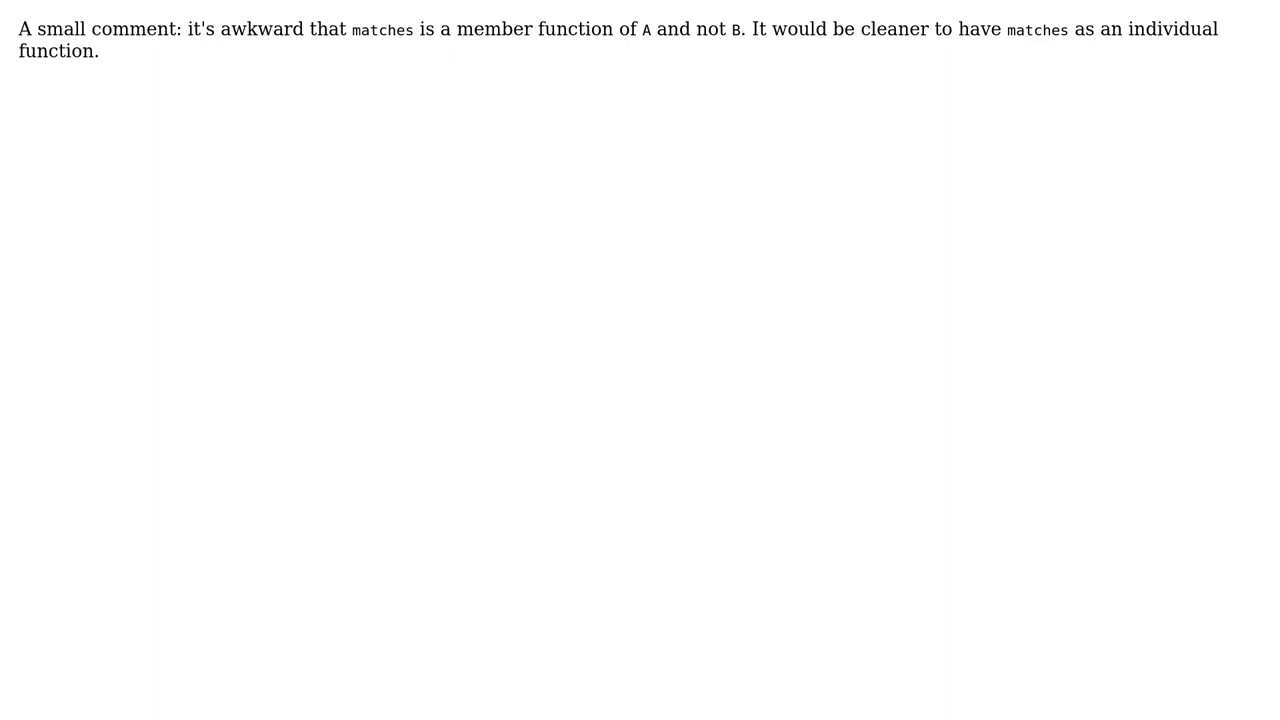 A small comment: it's awkward that matches is a member function of A and not B. It would be cleaner to have matches as an individual
function.